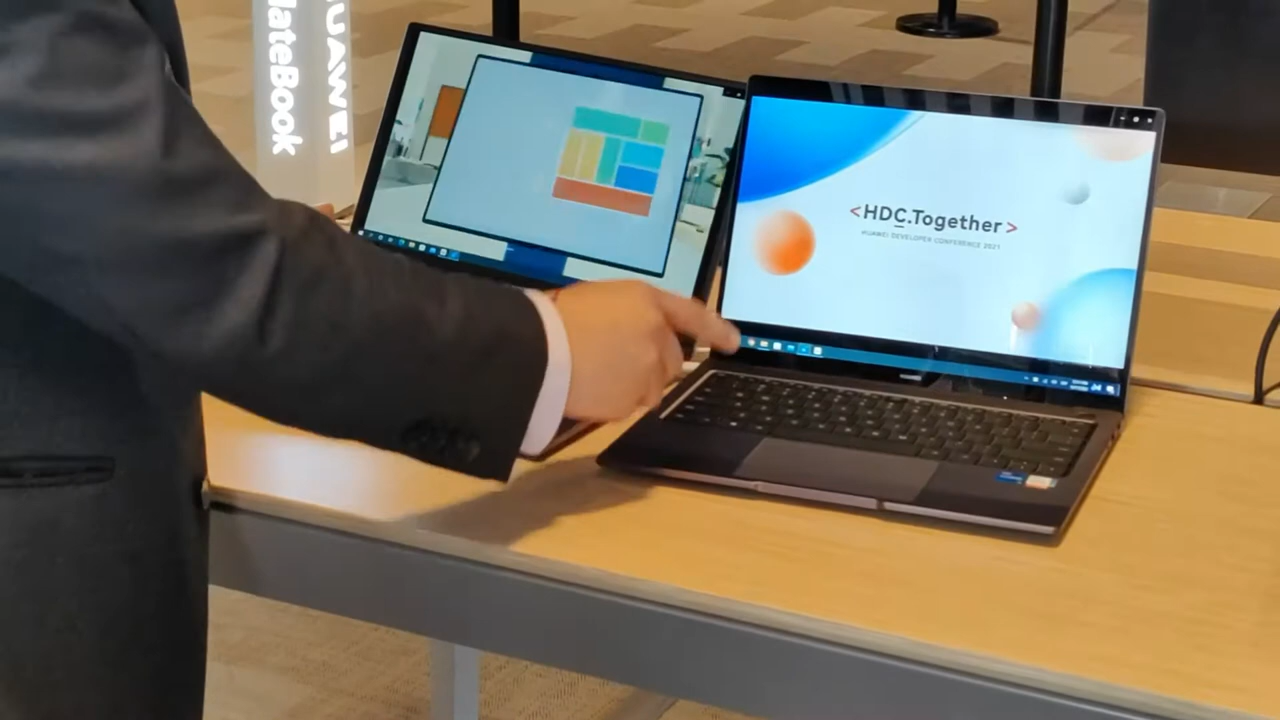 HUAWEI
MateBook
<HDC.Together>
HUAWEI DEVELOPER CONFERENCE 2021